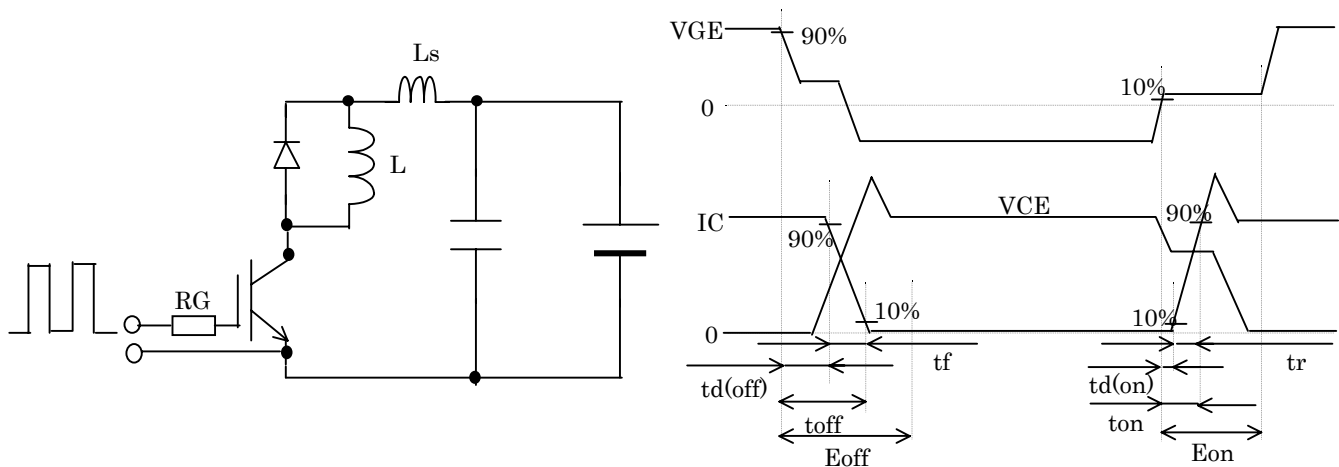 Ls
L
RG
VGE
90%
10%
0
VCE
IC
90%
90%
10%
10%
0
tf
tr
td(off)
td(on)
toff
ton
Eoff
Eon